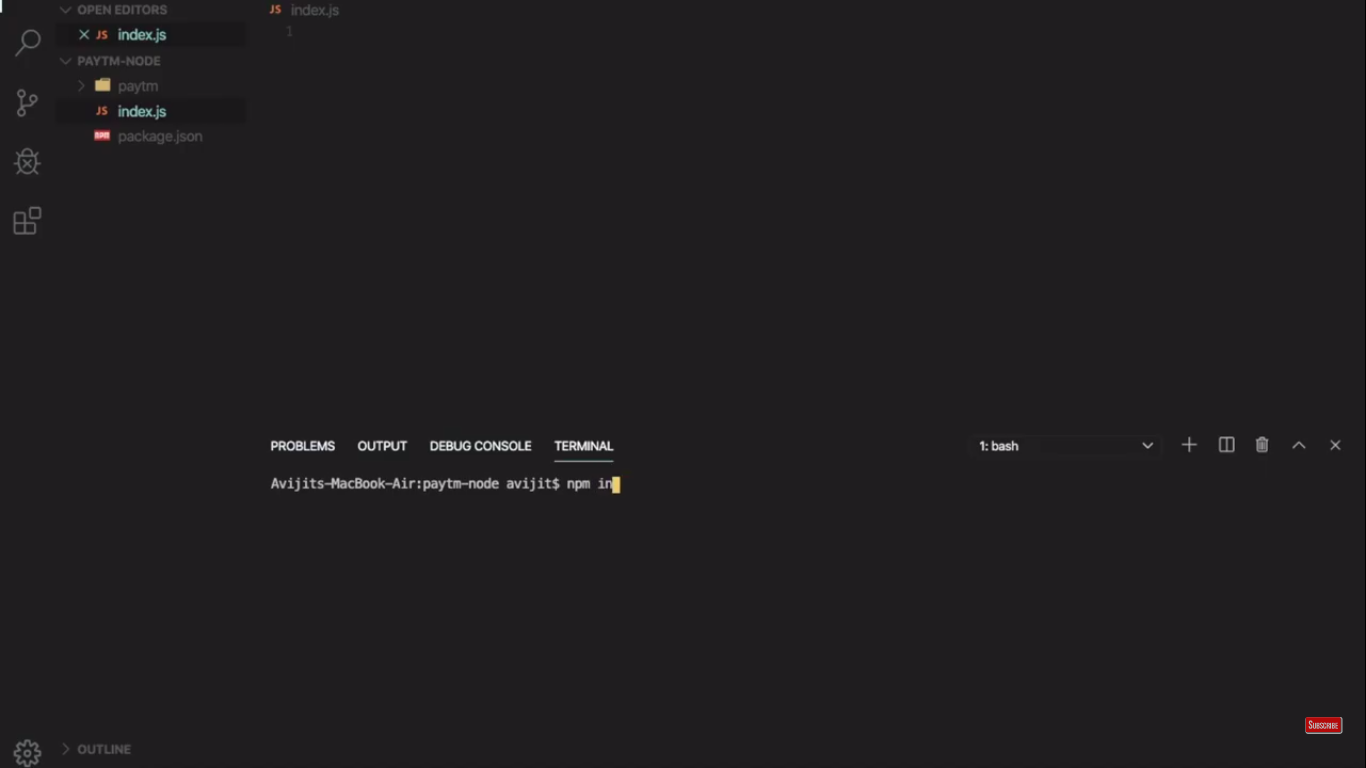 OPEN EDITORS
JS index.js
PAYTM-NODE
paytm
JS index.js
npm package.json
JS index.js
1
PROBLEMS OUTPUT DEBUG CONSOLE TERMINAL 1: bash
Avijits-MacBook-Air:paytm-node avijit$ npm in
SUBSCRIBE
OUTLINE